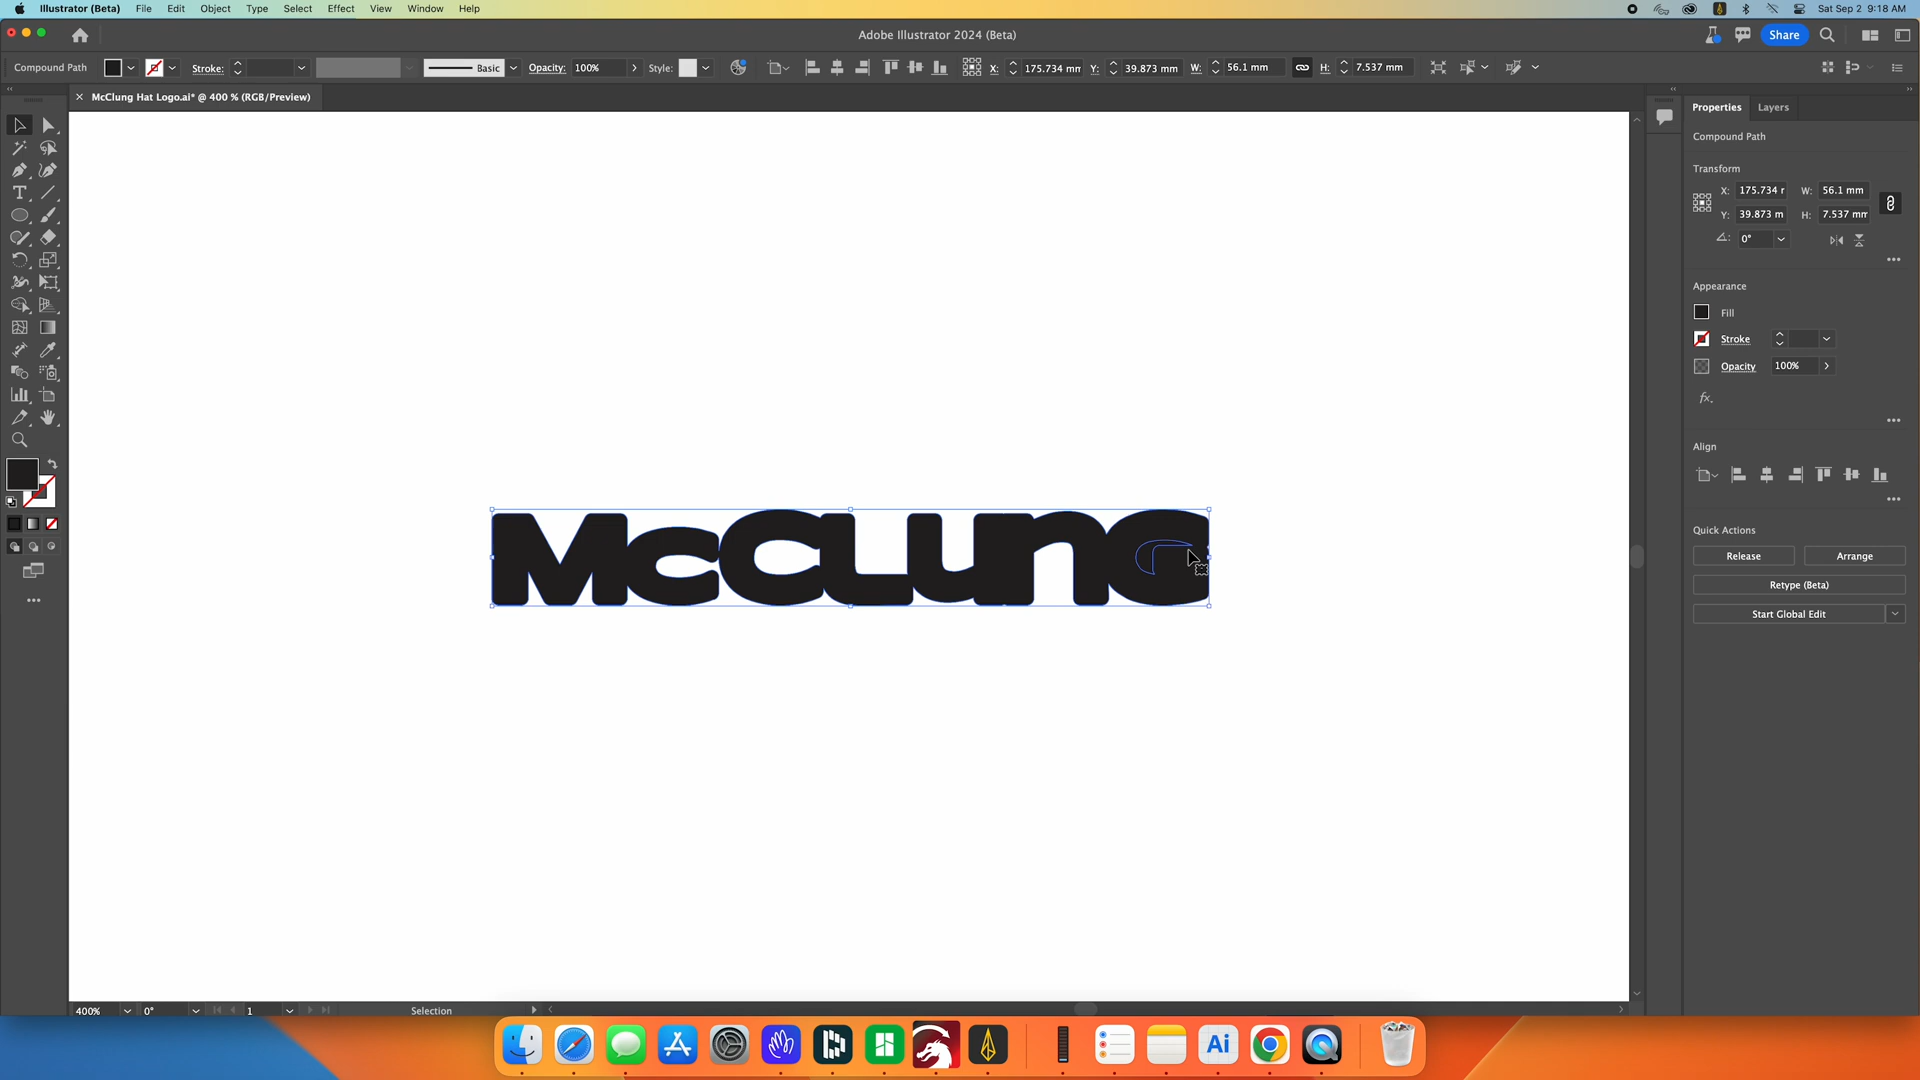 Illustrator (Beta) File Edit Object Type Select Effect View Window Help Sat Sep 2 9:18 AM
Adobe Illustrator 2024 (Beta) Share
Compound Path Stroke: Basic Opacity: 100% Style: X: 175.734 mm Y: 39.873 mm W: 56.1 mm H: 7.537 mm
McClung Hat Logo.ai* @ 400 % (RGB/Preview)
Properties Layers
Compound Path
Transform
X: 175.734 r W: 56.1 mm
Y: 39.873 m H: 7.537 mm
0°
Appearance
Fill
Stroke
Opacity 100%
fx.
Align
Quick Actions
Release Arrange
Retype (Beta)
Start Global Edit
McCLunG
400% 0° 1 Selection
Ai